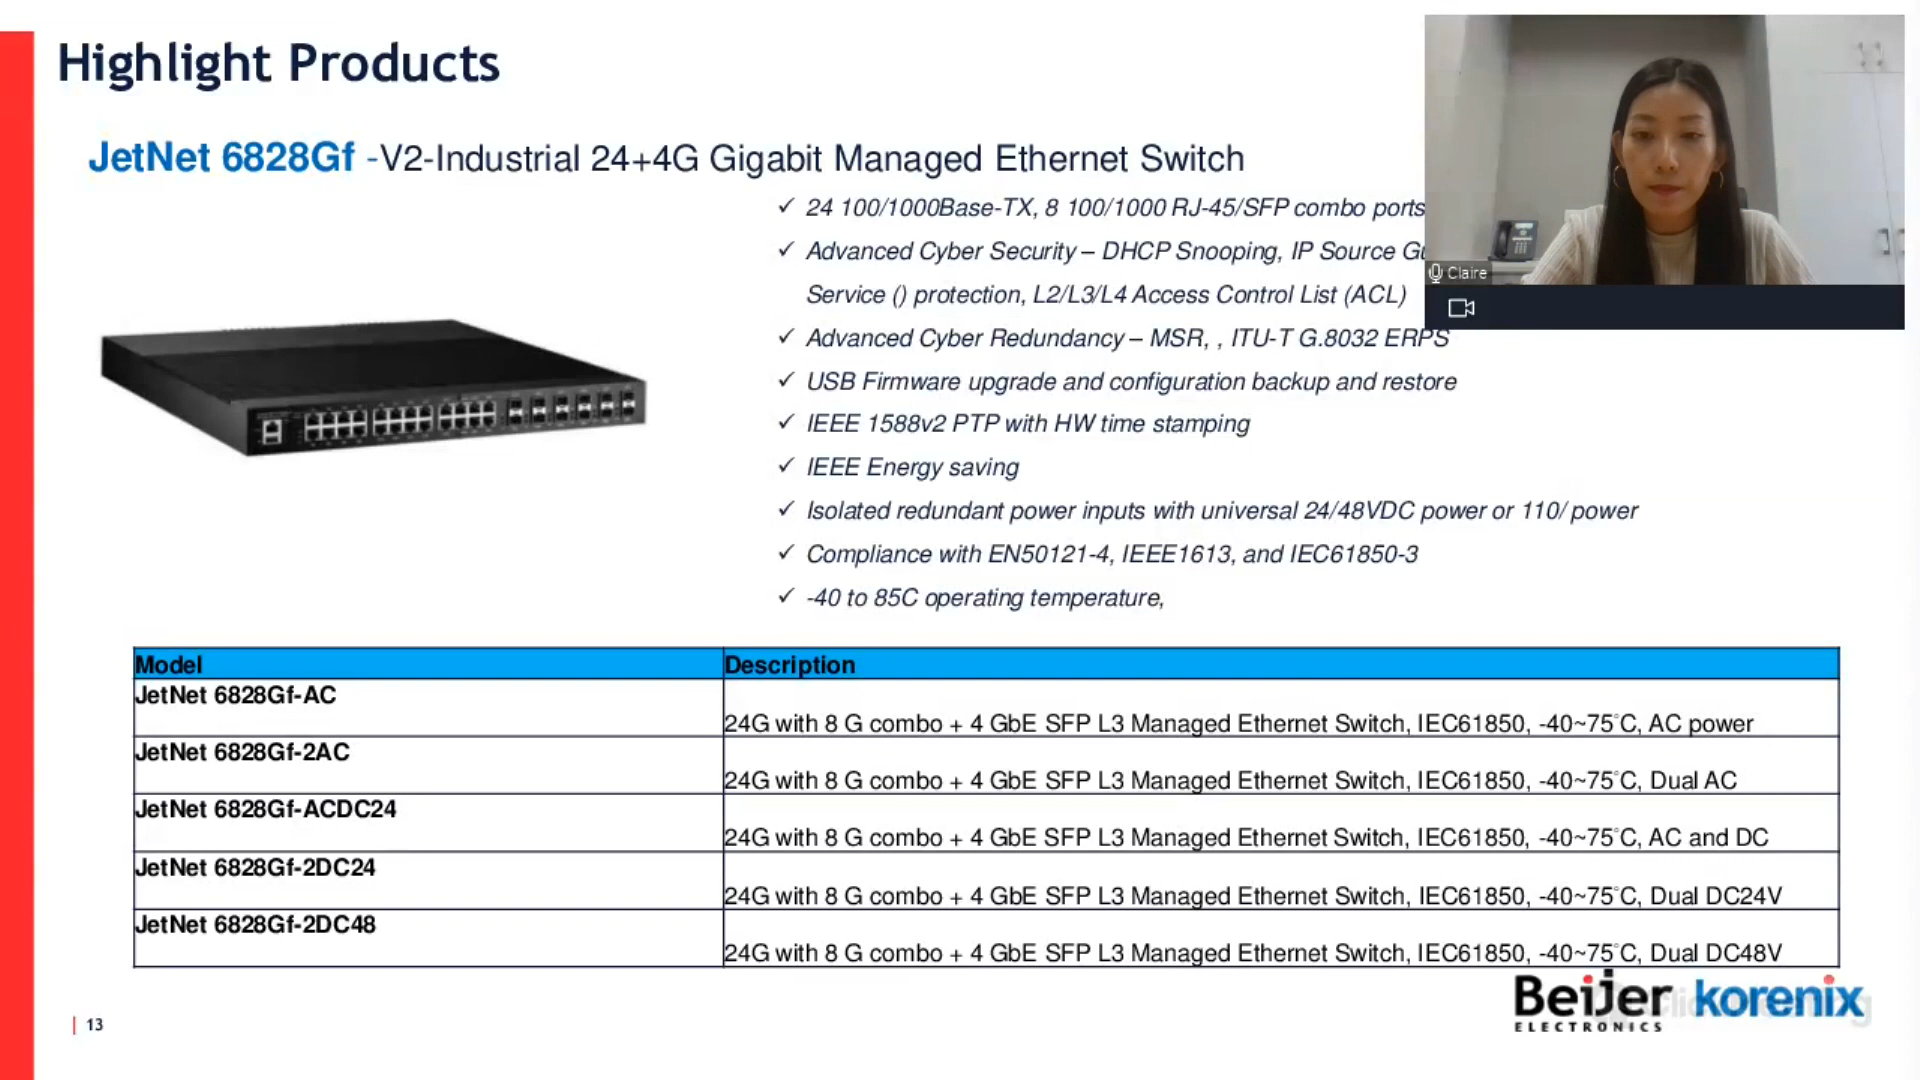 Highlight Products
JetNet 6828Gf -V2-Industrial 24+4G Gigabit Managed Ethernet Switch
✓ 24 100/1000Base-TX, 8 100/1000 RJ-45/SFP combo ports
✓ Advanced Cyber Security – DHCP Snooping, IP Source
Service () protection, L2/L3/L4 Access Control List (ACL)
✓ Advanced Cyber Redundancy – MSR, , ITU-T G.8032 ERPS
✓ USB Firmware upgrade and configuration backup and restore
✓ IEEE 1588v2 PTP with HW time stamping
✓ IEEE Energy saving
✓ Isolated redundant power inputs with universal 24/48VDC power or 110/ power
✓ Compliance with EN50121-4, IEEE1613, and IEC61850-3
✓ -40 to 85C operating temperature,
Claire
Model Description
JetNet 6828Gf-AC
24G with 8 G combo + 4 GbE SFP L3 Managed Ethernet Switch, IEC61850, -40~75°C, AC power
JetNet 6828Gf-2AC
24G with 8 G combo + 4 GbE SFP L3 Managed Ethernet Switch, IEC61850, -40~75°C, Dual AC
JetNet 6828Gf-ACDC24
24G with 8 G combo + 4 GbE SFP L3 Managed Ethernet Switch, IEC61850, -40~75°C, AC and DC
JetNet 6828Gf-2DC24
24G with 8 G combo + 4 GbE SFP L3 Managed Ethernet Switch, IEC61850, -40~75°C, Dual DC24V
JetNet 6828Gf-2DC48
24G with 8 G combo + 4 GbE SFP L3 Managed Ethernet Switch, IEC61850, -40~75°C, Dual DC48V
Beijer korenix
ELECTRONICS
13